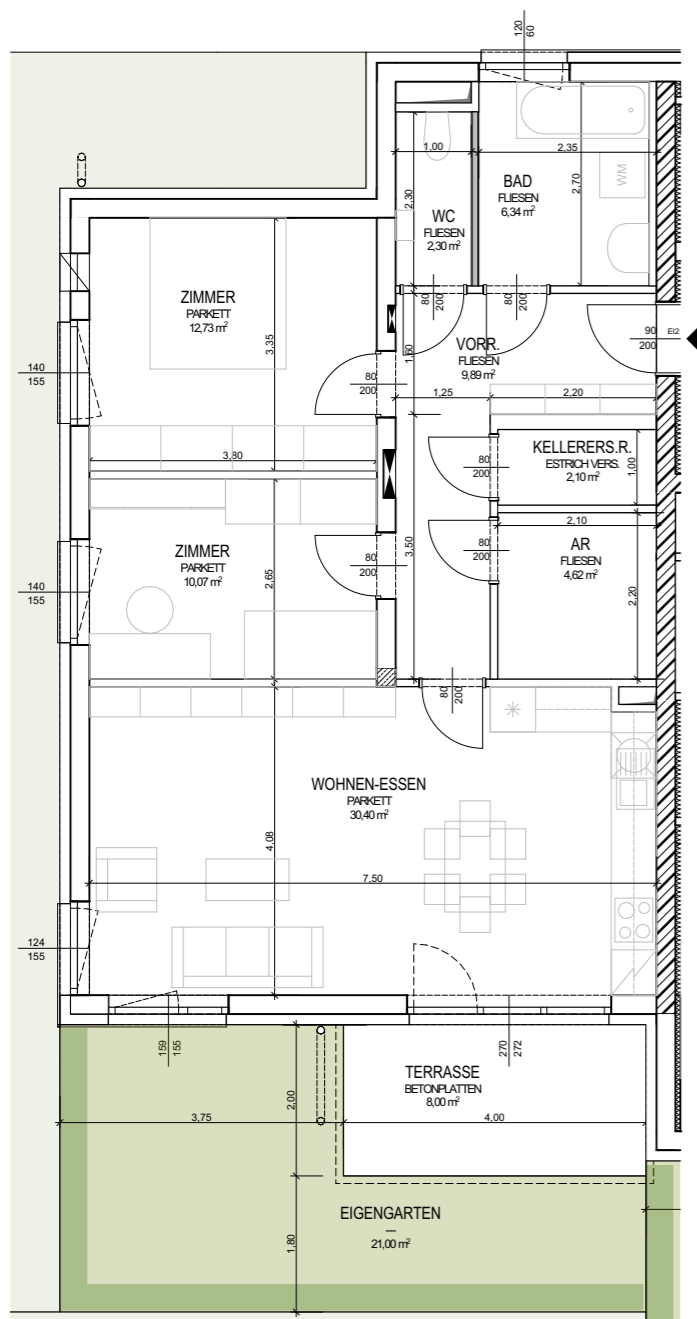 120
60
1,00
2,35
2,30
2,70
WC
FLIESEN
2,30 m²
BAD
FLIESEN
6,34 m²
WM
80
200
80
200
ZIMMER
PARKETT
12,73 m²
3,35
140
155
VORR.
FLIESEN
9,89 m²
1,60
90
200
EI2
80
200
1,25
2,20
3,80
KELLERERS.R.
ESTRICH VERS.
2,10 m²
1,00
80
200
2,10
ZIMMER
PARKETT
10,07 m²
2,65
140
155
80
200
3,50
80
200
AR
FLIESEN
4,62 m²
2,20
80
200
WOHNEN-ESSEN
PARKETT
30,40 m²
4,08
7,50
124
155
159
155
270
272
TERRASSE
BETONPLATTEN
8,00 m²
2,00
3,75
4,00
EIGENGARTEN
—
21,00 m²
1,80